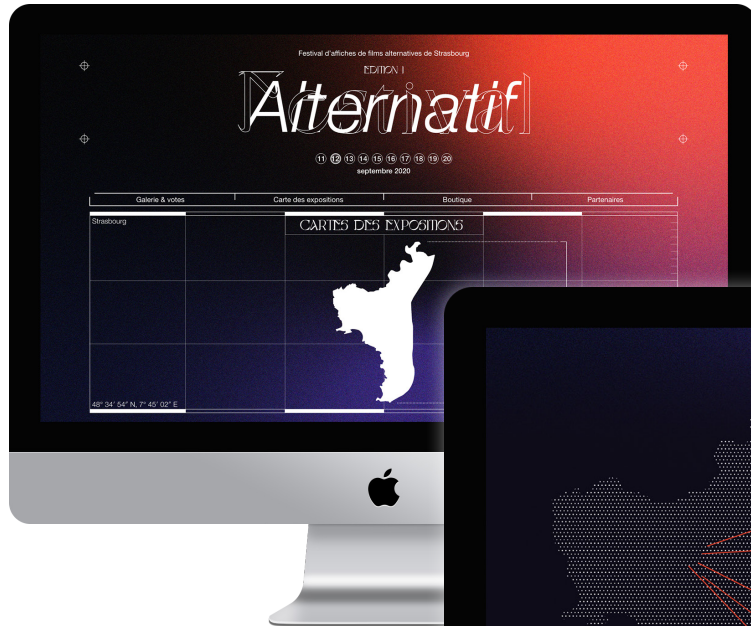 Festival d'affiches de films alternatives de Strasbourg
EDITION 1
Festival
Alternatif
11 12 13 14 15 16 17 18 19 20
septembre 2020
Galerie & votes Carte des expositions Boutique Partenaires
Strasbourg
CARTES DES EXPOSITIONS
48° 34′ 54″ N, 7° 45′ 02″ E